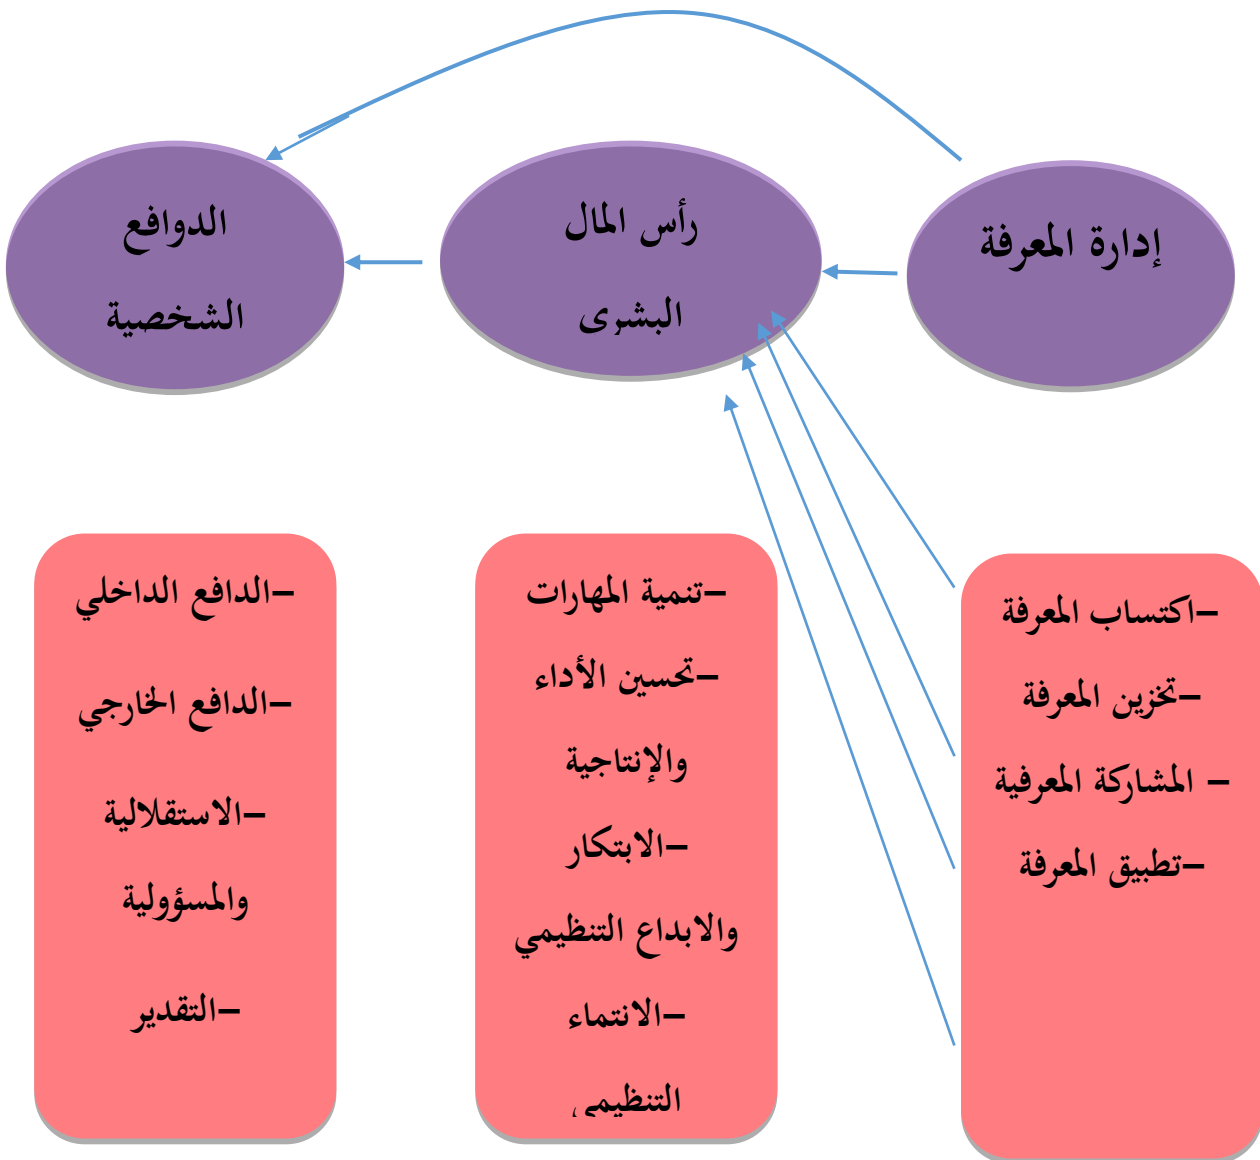 إدارة المعرفة
رأس المال
البشرى
الدوافع
الشخصية
–اكتساب المعرفة
–تخزين المعرفة
– المشاركة المعرفية
–تطبيق المعرفة
–تنمية المهارات
–تحسين الأداء
والإنتاجية
–الابتكار
والابداع التنظيمي
–الانتماء
التنظيمي
–الدافع الداخلي
–الدافع الخارجي
–الاستقلالية
والمسؤولية
–التقدير